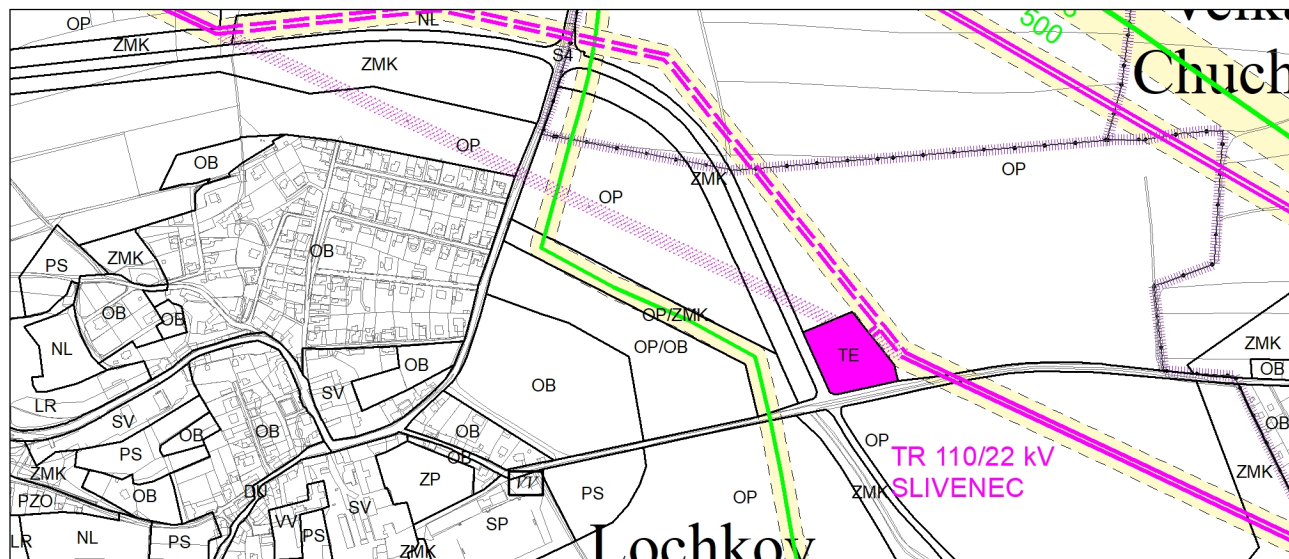 OP
NL
ZMK
S4
500
Chuch
ZMK
OP
OB
ZMK
OP
OP
OB
ZMK
PS
OB
OB
OP/ZMK
OP/OB
NL
TE
ZMK
OB
OB
OB
SV
LR
SV
OB
OB
OB
OB
PS
OB
OP
TR 110/22 kV
SLIVENEC
ZMK
OB
ZP
VV
PS
OP
ZMK
ZMK
PZO
DU
SV
VV
PS
SP
LR
NL
PS
ZMK
Lochkov